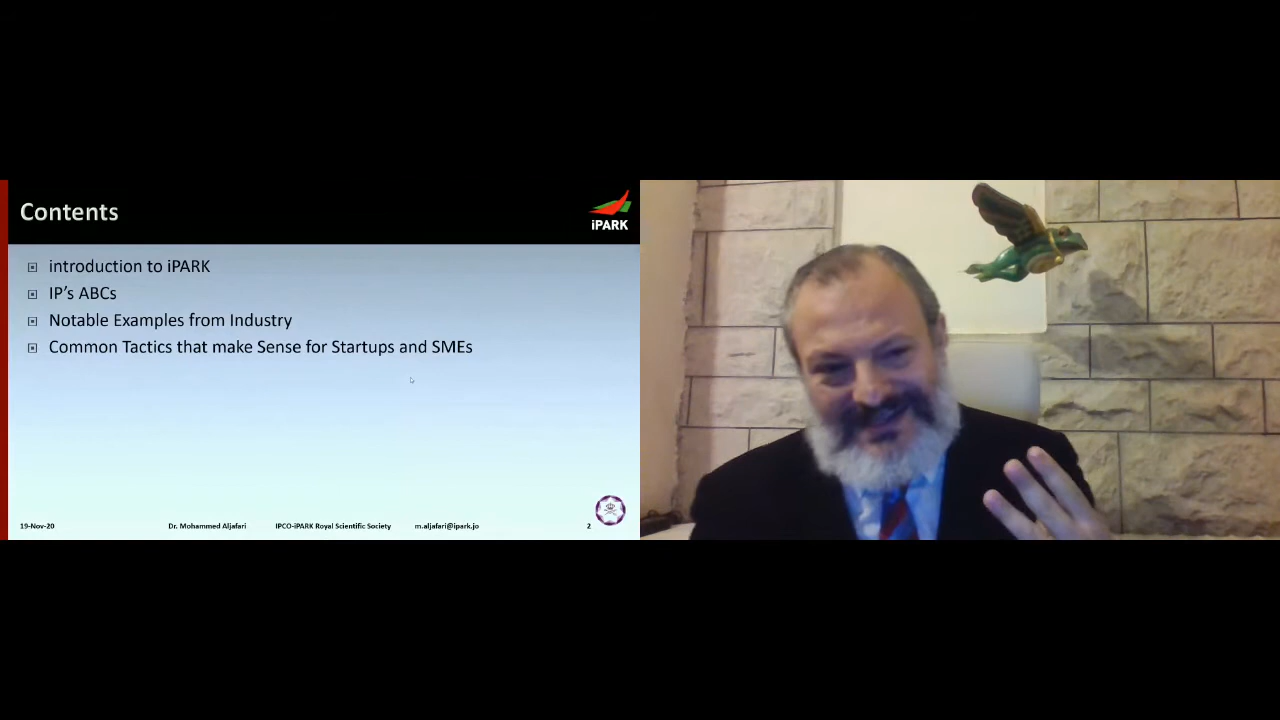 Contents
iPARK
introduction to iPARK
IP's ABCs
Notable Examples from Industry
Common Tactics that make Sense for Startups and SMEs
19-Nov-20 Dr. Mohammed Aljafari IPCO-iPARK Royal Scientific Society m.aljafari@ipark.jo 2